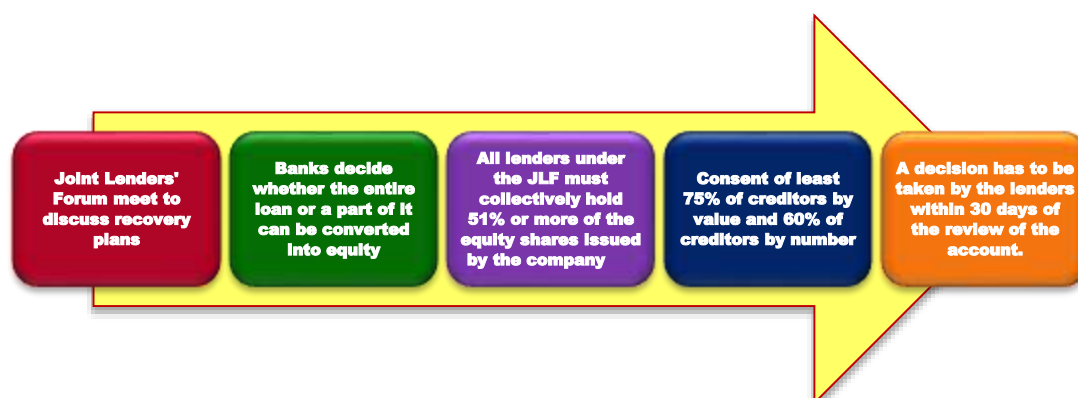 Joint Lenders'
Forum meet to
discuss recovery
plans
Banks decide
whether the entire
loan or a part of it
can be converted
into equity
All lenders under
the JLF must
collectively hold
51% or more of the
equity shares issued
by the company
Consent of least
75% of creditors by
value and 60% of
creditors by number
A decision has to be
taken by the lenders
within 30 days of
the review of the
account.